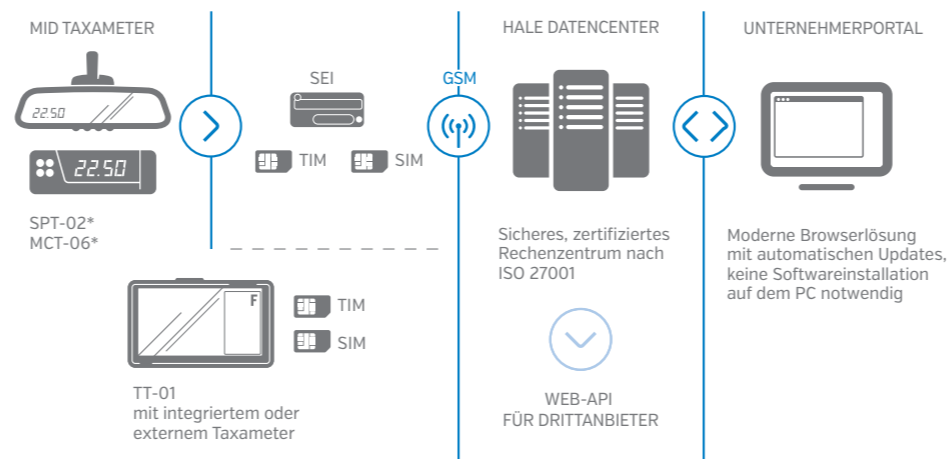 MID TAXAMETER
22.50
22.50
SPT-02*
MCT-06*
SEI
TIM
SIM
GSM
F
TIM
SIM
TT-01
mit integriertem oder
externem Taxameter
HALE DATENCENTER
Sicheres, zertifiziertes
Rechenzentrum nach
ISO 27001
WEB-API
FÜR DRITTANBIETER
UNTERNEHMERPORTAL
Moderne Browserlösung
mit automatischen Updates,
keine Softwareinstallation
auf dem PC notwendig